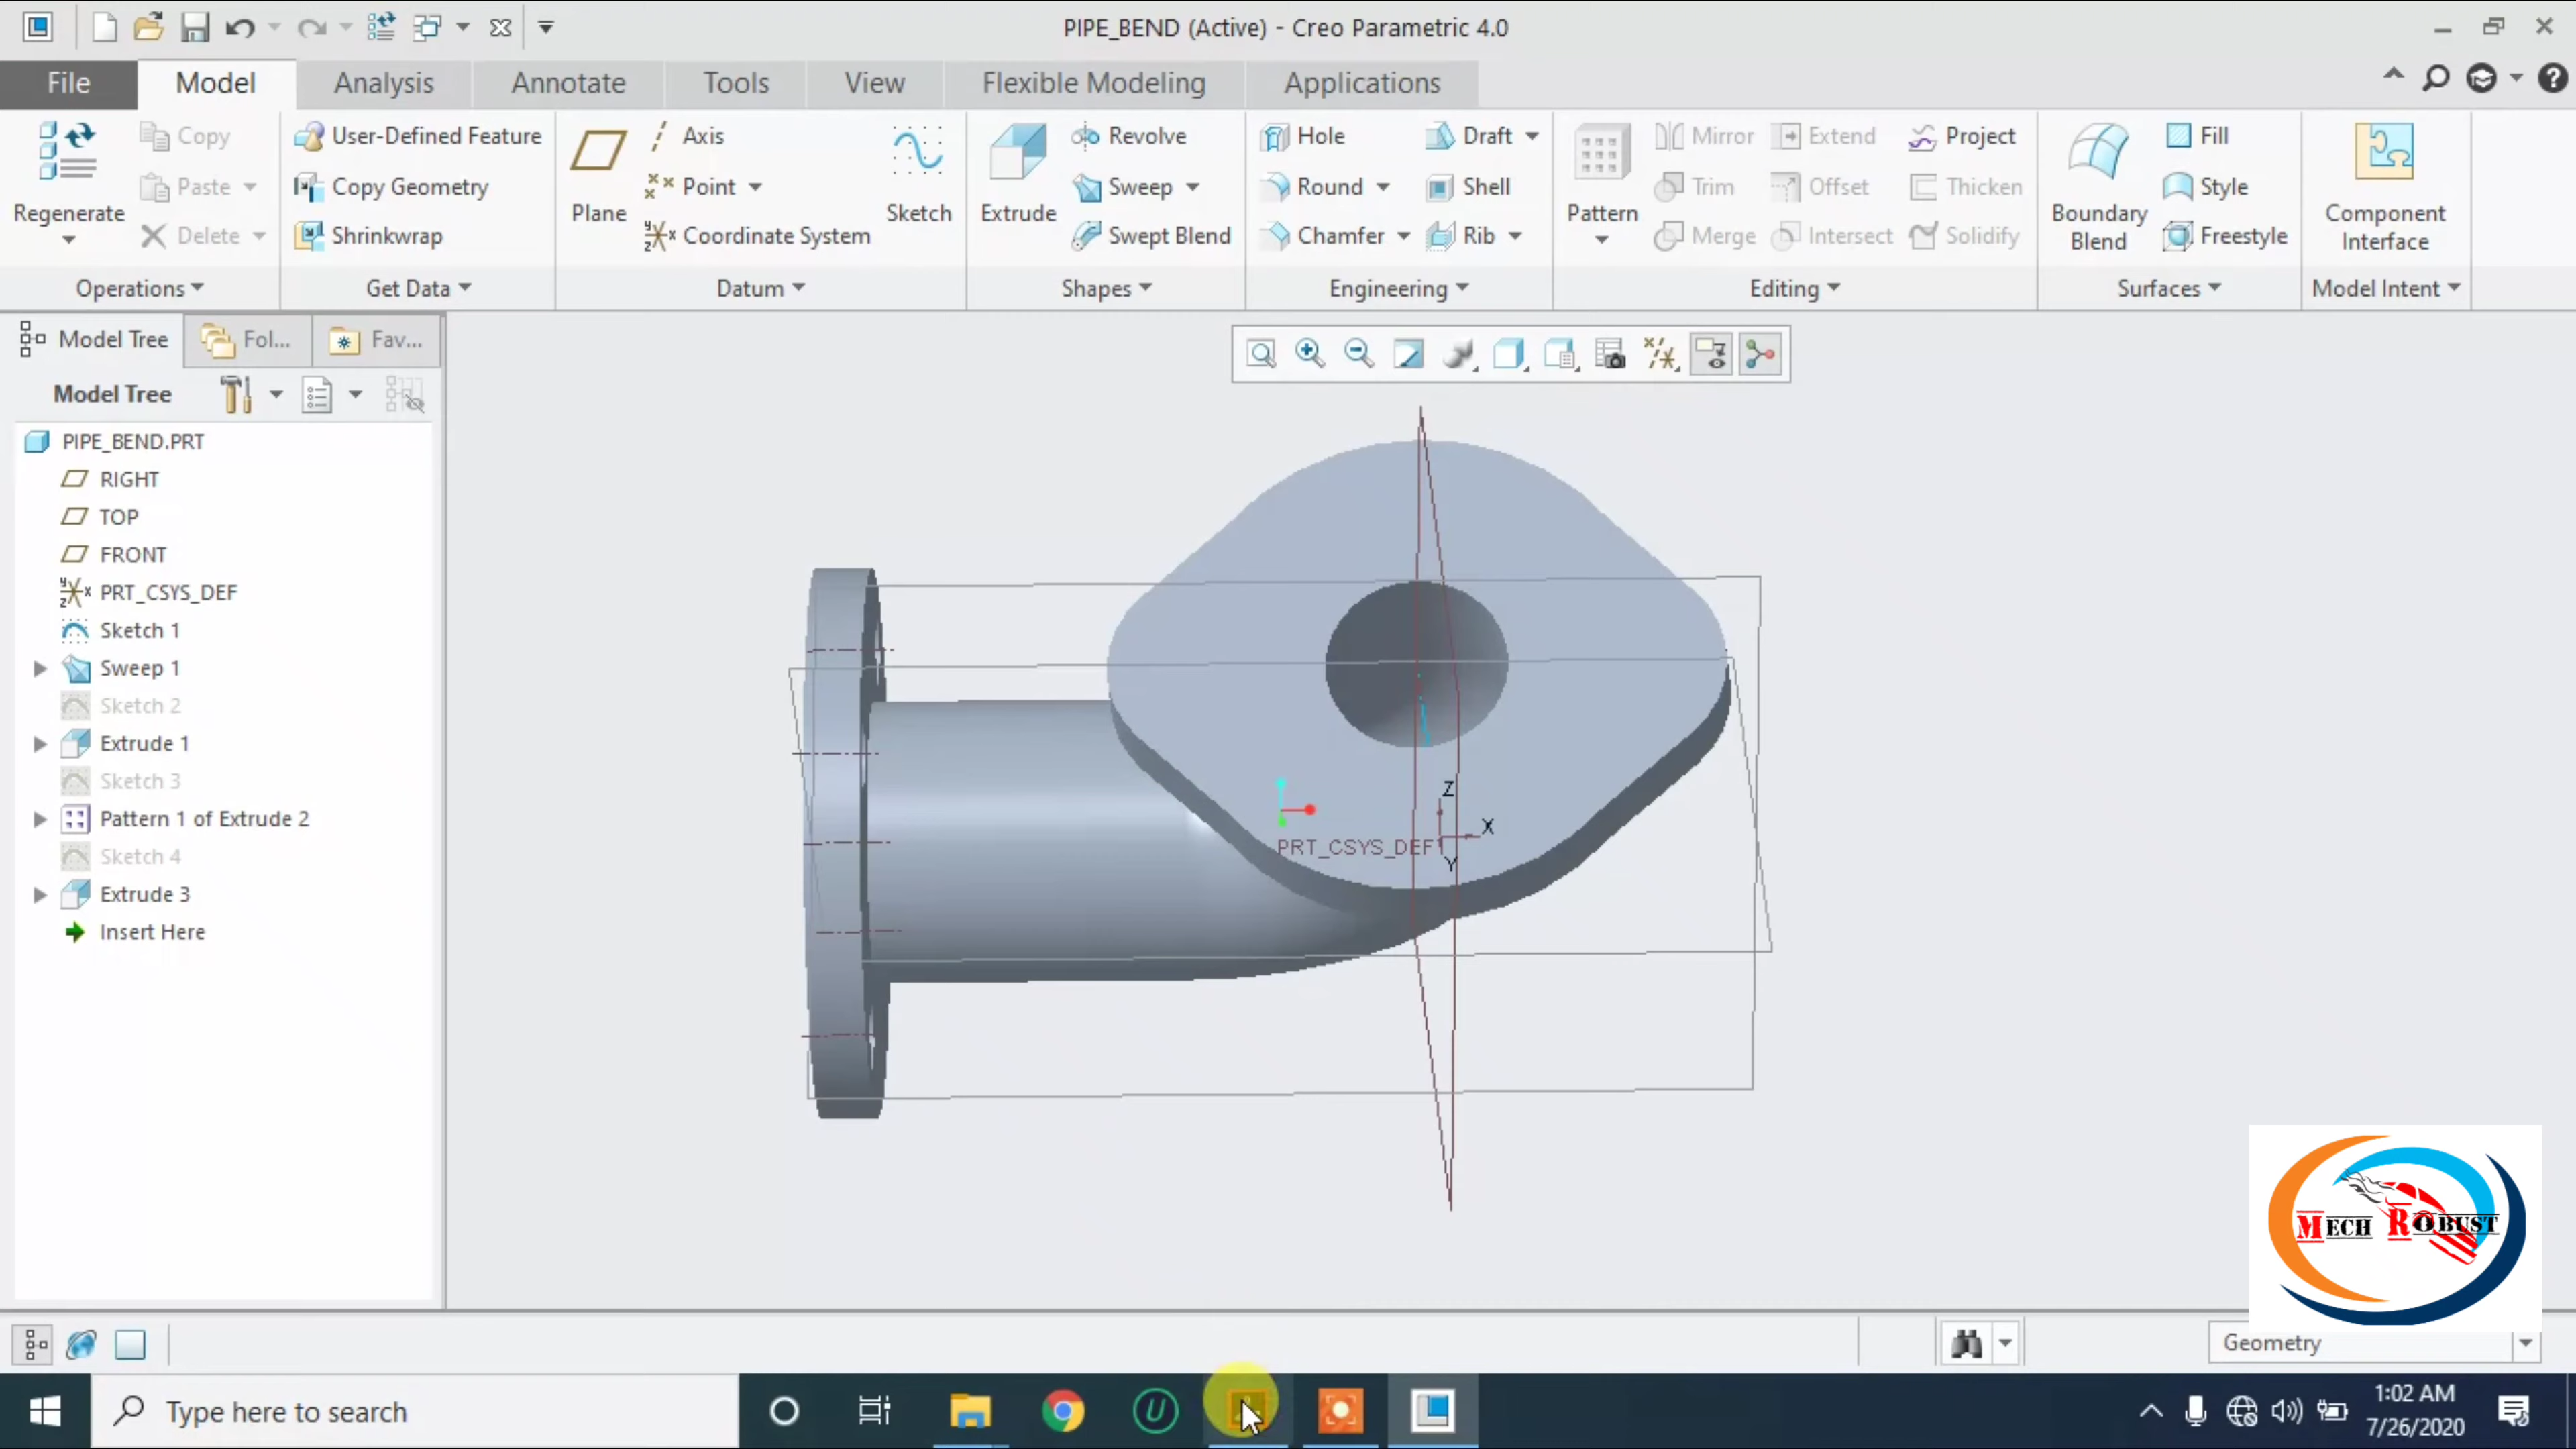 PIPE_BEND (Active) - Creo Parametric 4.0
File Model Analysis Annotate Tools View Flexible Modeling Applications
Regenerate
Copy
Paste
Delete
Operations
User-Defined Feature
Copy Geometry
Shrinkwrap
Get Data
Plane
Axis
Point
Coordinate System
Sketch
Datum
Extrude
Revolve
Sweep
Swept Blend
Shapes
Hole
Round
Chamfer
Draft
Shell
Rib
Engineering
Pattern
Mirror
Trim
Merge
Extend
Offset
Intersect
Project
Thicken
Solidify
Editing
Boundary
Blend
Fill
Style
Freestyle
Surfaces
Component
Interface
Model Intent
Model Tree Fol... Fav...
Model Tree
PIPE_BEND.PRT
RIGHT
TOP
FRONT
PRT_CSYS_DEF
Sketch 1
Sweep 1
Sketch 2
Extrude 1
Sketch 3
Pattern 1 of Extrude 2
Sketch 4
Extrude 3
Insert Here
Z
X
PRT_CSYS_DEF
Y
MECH ROBUST
Geometry
Type here to search
1:02 AM
7/26/2020